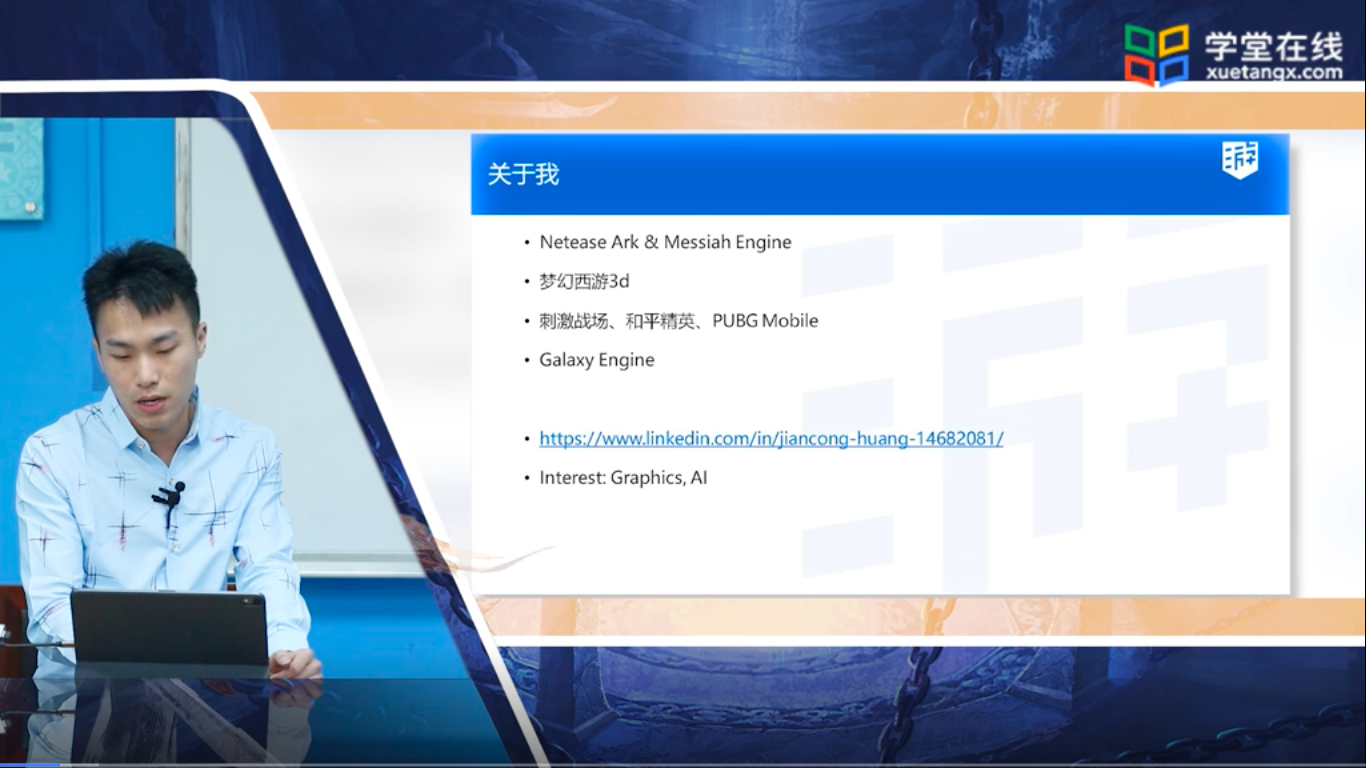 学堂在线
xuetangx.com
关于我
• Netease Ark & Messiah Engine
• 梦幻西游3d
• 刺激战场、和平精英、PUBG Mobile
• Galaxy Engine
• https://www.linkedin.com/in/jiancong-huang-14682081/
• Interest: Graphics, AI